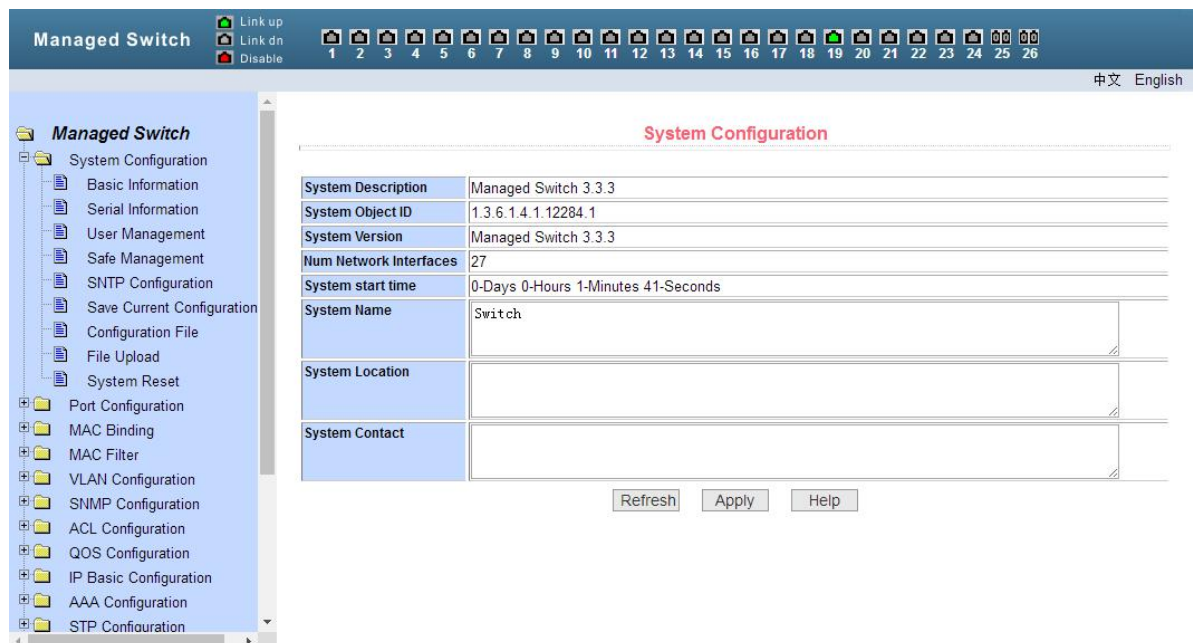 Managed Switch
Link up
Link dn
Disable
1 2 3 4 5 6 7 8 9 10 11 12 13 14 15 16 17 18 19 20 21 22 23 24 25 26
中文 English
Managed Switch
System Configuration
Basic Information
Serial Information
User Management
Safe Management
SNTP Configuration
Save Current Configuration
Configuration File
File Upload
System Reset
Port Configuration
MAC Binding
MAC Filter
VLAN Configuration
SNMP Configuration
ACL Configuration
QOS Configuration
IP Basic Configuration
AAA Configuration
STP Configuration
System Configuration
System Description Managed Switch 3.3.3
System Object ID 1.3.6.1.4.1.12284.1
System Version Managed Switch 3.3.3
Num Network Interfaces 27
System start time 0-Days 0-Hours 1-Minutes 41-Seconds
System Name Switch
System Location
System Contact
Refresh Apply Help